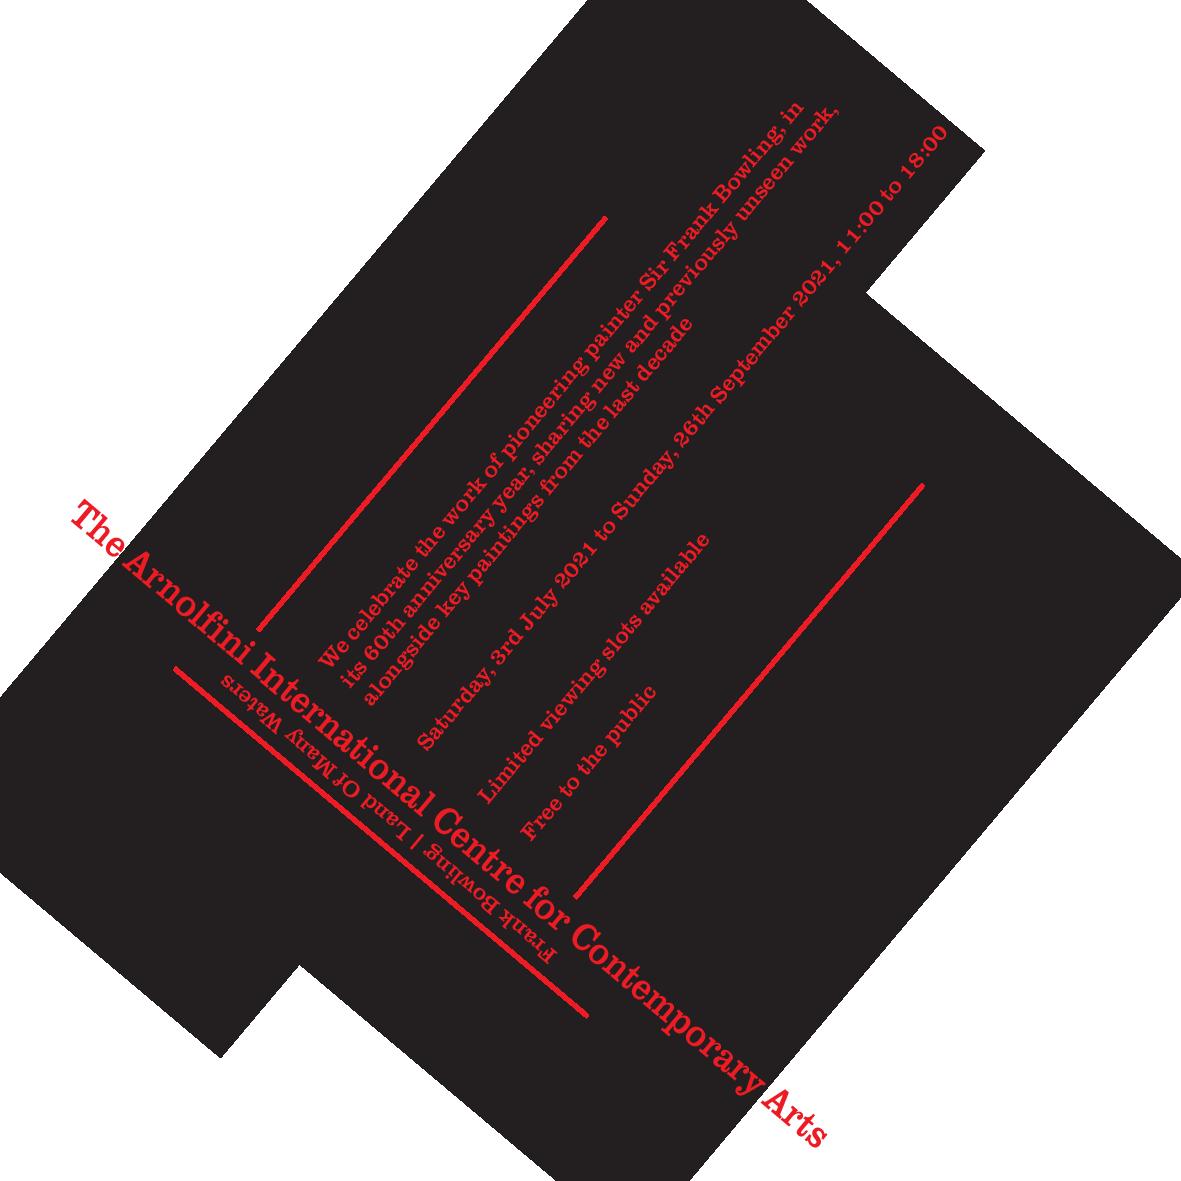 The Arnolfini International Centre for Contemporary Arts
Frank Bowling | Land Of Many Waters
We celebrate the work of pioneering painter Sir Frank Bowling, in
its 60th anniversary year, sharing new and previously unseen work,
alongside key paintings from the last decade
Saturday, 3rd July 2021 to Sunday, 26th September 2021, 11:00 to 18:00
Limited viewing slots available
Free to the public